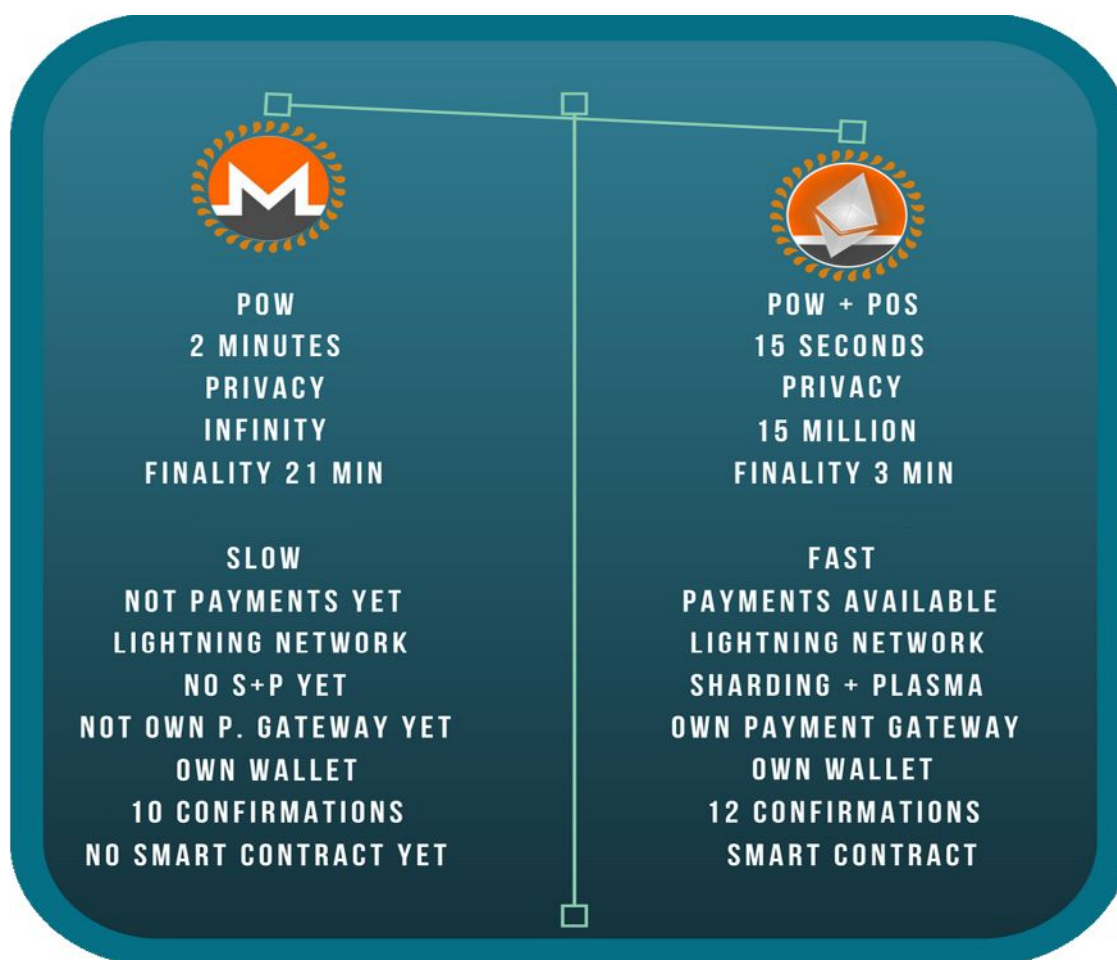 POW
2 MINUTES
PRIVACY
INFINITY
FINALITY 21 MIN
SLOW
NOT PAYMENTS YET
LIGHTNING NETWORK
NO S+P YET
NOT OWN P. GATEWAY YET
OWN WALLET
10 CONFIRMATIONS
NO SMART CONTRACT YET
POW + POS
15 SECONDS
PRIVACY
15 MILLION
FINALITY 3 MIN
FAST
PAYMENTS AVAILABLE
LIGHTNING NETWORK
SHARDING + PLASMA
OWN PAYMENT GATEWAY
OWN WALLET
12 CONFIRMATIONS
SMART CONTRACT